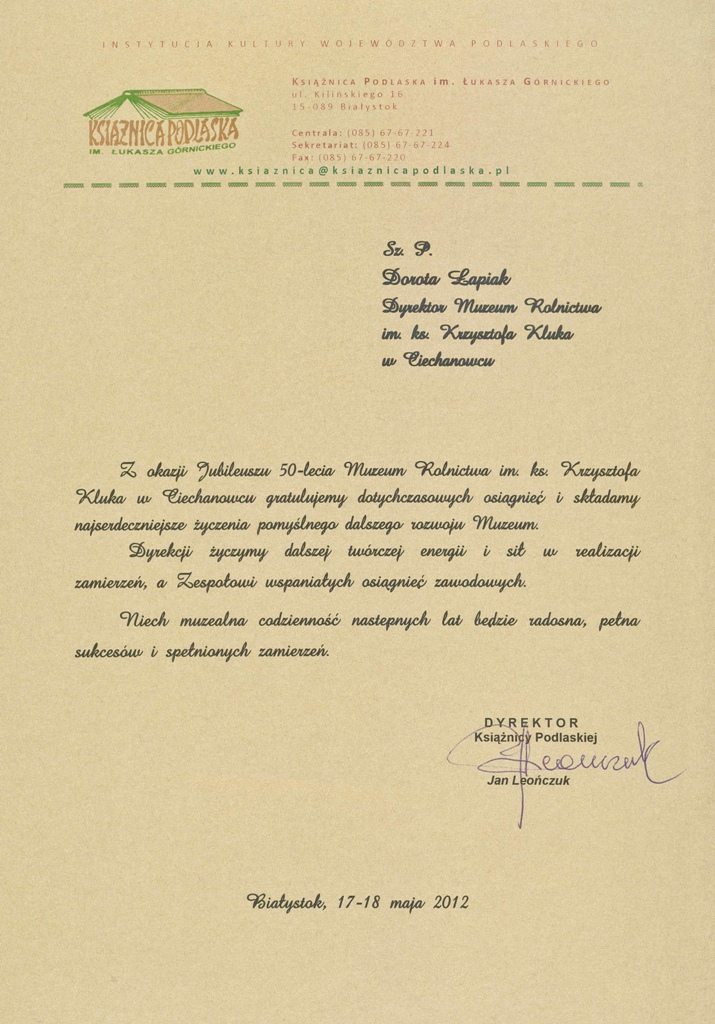 INSTYTUCJA KULTURY WOJEWÓDZTWA PODLASKIEGO
KSIĄŻNICA PODLASKA
IM. ŁUKASZA GÓRNICKIEGO
Książnica Podlaska im. Łukasza Górnickiego
ul. Kilińskiego 16
15-089 Białystok
Centrala: (085) 67-67-221
Sekretariat: (085) 67-67-224
Fax: (085) 67-67-220
www.ksiaznica@ksiaznicapodlaska.pl
Sz. P.
Dorota Łapiak
Dyrektor Muzeum Rolnictwa
im. ks. Krzysztofa Kluka
w Ciechanowcu
Z okazji Jubileuszu 50-lecia Muzeum Rolnictwa im. ks. Krzysztofa
Kluka w Ciechanowcu gratulujemy dotychczasowych osiągnięć i składamy
najserdeczniejsze życzenia pomyślnego dalszego rozwoju Muzeum.
Dyrekcji życzymy dalszej twórczej energii i sił w realizacji
zamierzeń, a Zespołowi wspaniałych osiągnięć zawodowych.
Niech muzealna codzienność następnych lat będzie radosna, pełna
sukcesów i spełnionych zamierzeń.
DYREKTOR
Książnicy Podlaskiej
JLeończuk
Jan Leończuk
Białystok, 17-18 maja 2012